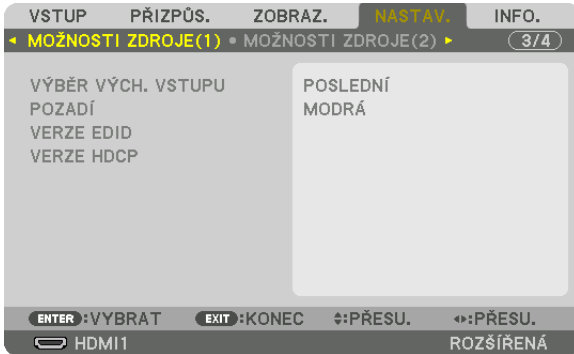 VSTUP PŘIZPŮS. ZOBRAZ. NASTAV. INFO.
MOŽNOSTI ZDROJE(1) • MOŽNOSTI ZDROJE(2) 3/4
VÝBĚR VÝCH. VSTUPU POSLEDNÍ
POZADÍ MODRÁ
VERZE EDID
VERZE HDCP
ENTER :VYBRAT EXIT :KONEC :PŘESU. :PŘESU.
HDMI1 ROZŠÍŘENÁ